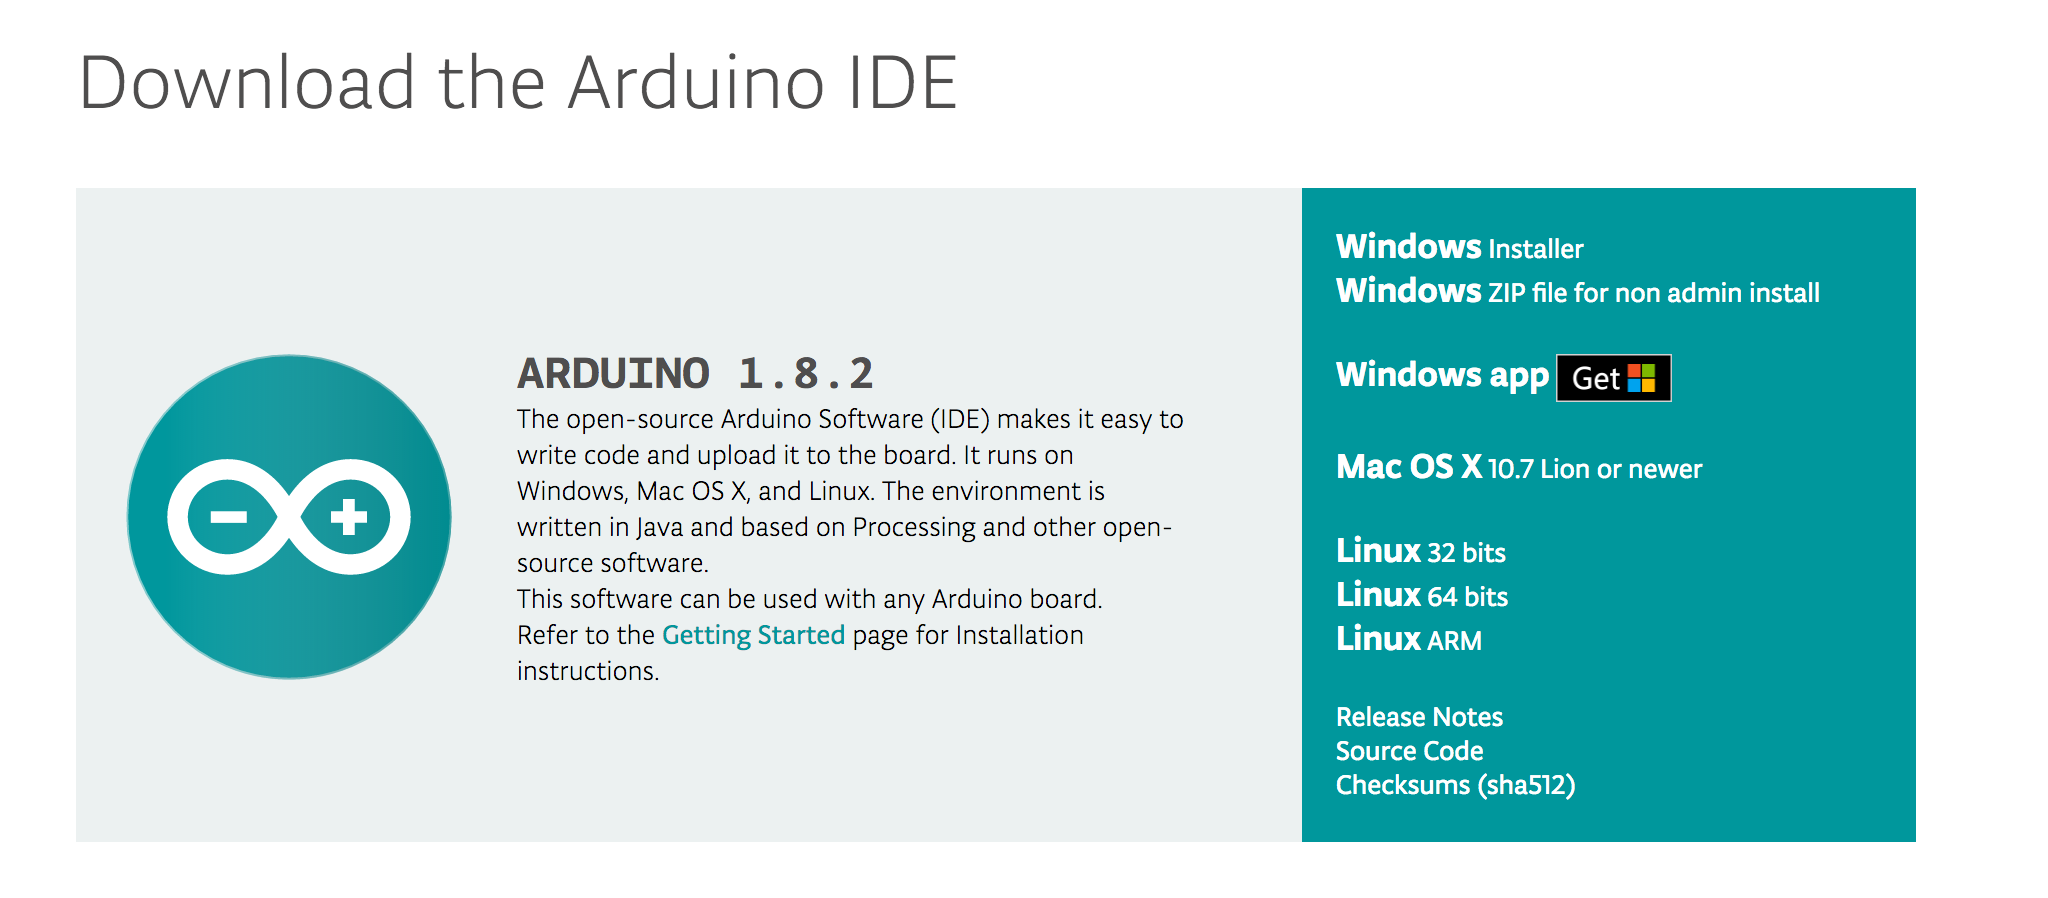 Download the Arduino IDE
ARDUINO 1.8.2
The open-source Arduino Software (IDE) makes it easy to
write code and upload it to the board. It runs on
Windows, Mac OS X, and Linux. The environment is
written in Java and based on Processing and other open-
source software.
This software can be used with any Arduino board.
Refer to the Getting Started page for Installation
instructions.
Windows Installer
Windows ZIP file for non admin install
Windows app Get
Mac OS X 10.7 Lion or newer
Linux 32 bits
Linux 64 bits
Linux ARM
Release Notes
Source Code
Checksums (sha512)